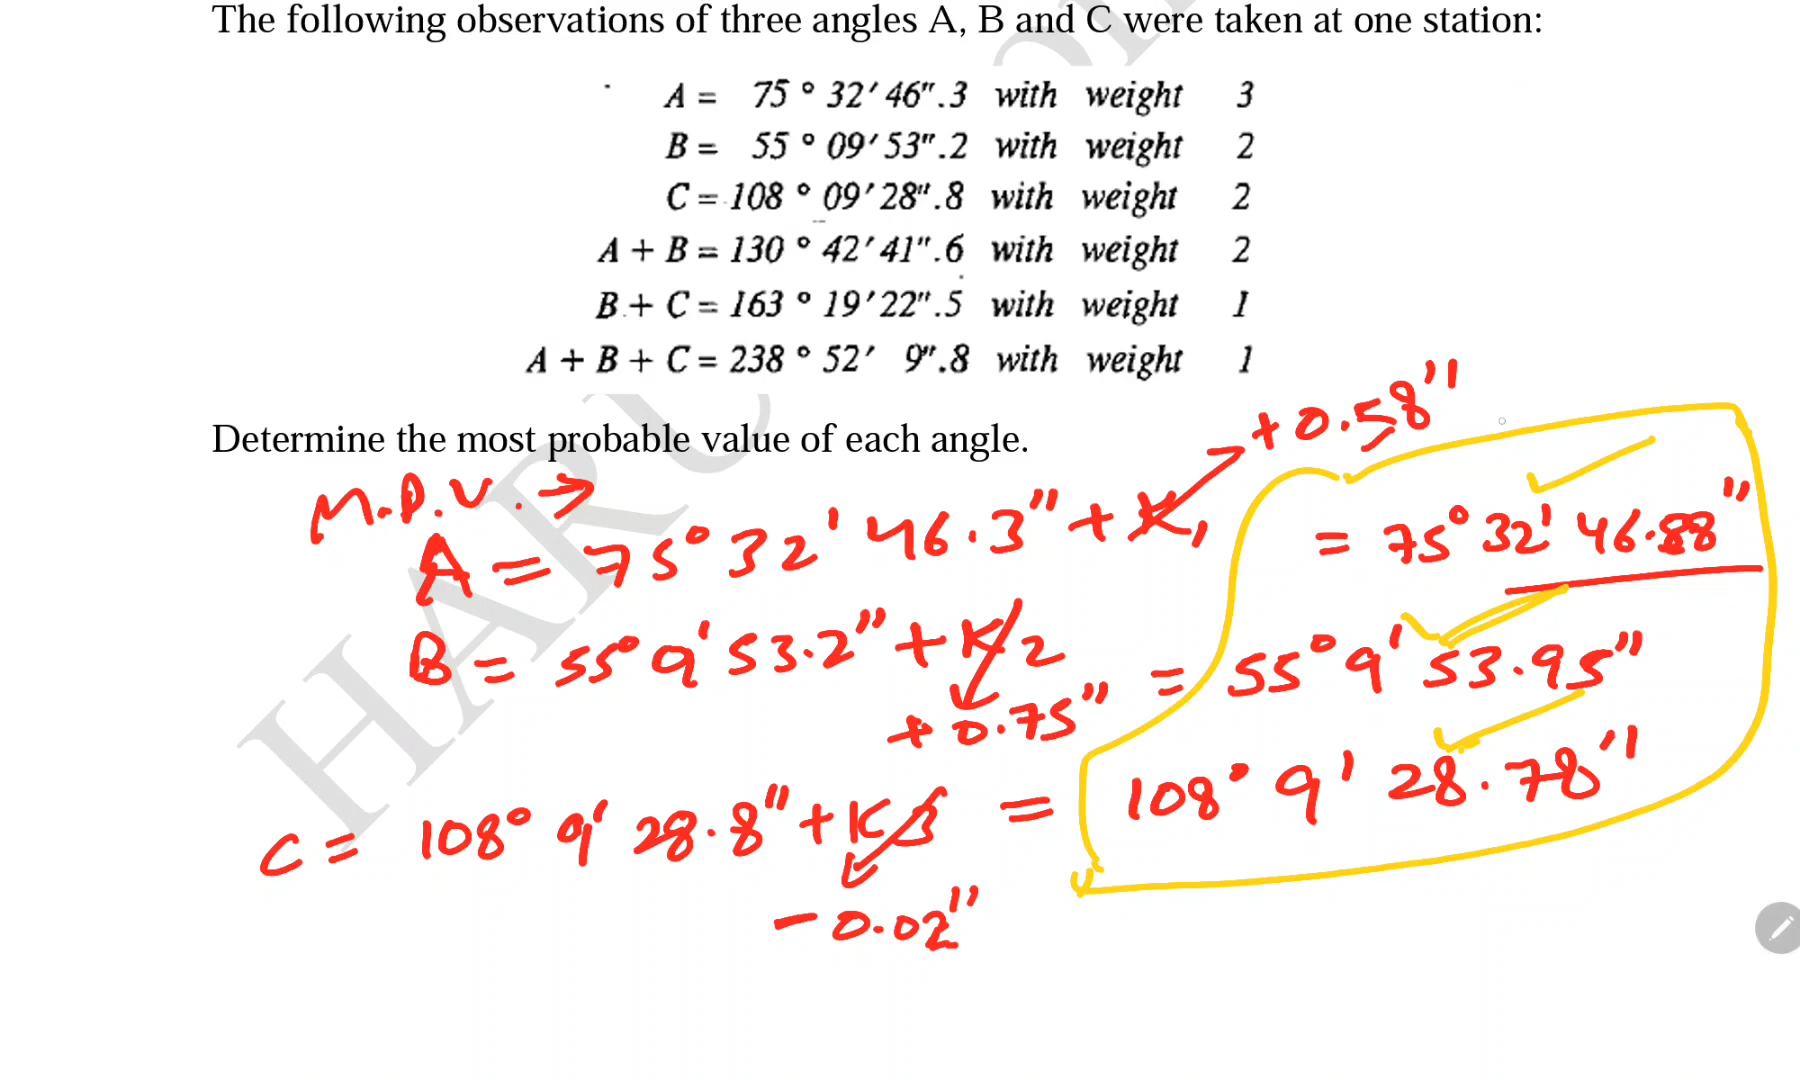 The following observations of three angles A, B and C were taken at one station:
A = 75 ° 32′ 46″.3 with weight 3
B = 55 ° 09′ 53″.2 with weight 2
C = 108 ° 09′ 28″.8 with weight 2
A + B = 130 ° 42′ 41″.6 with weight 2
B + C = 163 ° 19′ 22″.5 with weight 1
A + B + C = 238 ° 52′ 9″.8 with weight 1
Determine the most probable value of each angle.
+0.58"
M.P.V. →
A = 75° 32' 46.3" + K1 = 75° 32' 46.88"
B = 55° 9' 53.2" + K2 = 55° 9' 53.95"
+0.75"
C = 108° 9' 28.8" + K3 = 108° 9' 28.78"
-0.02"